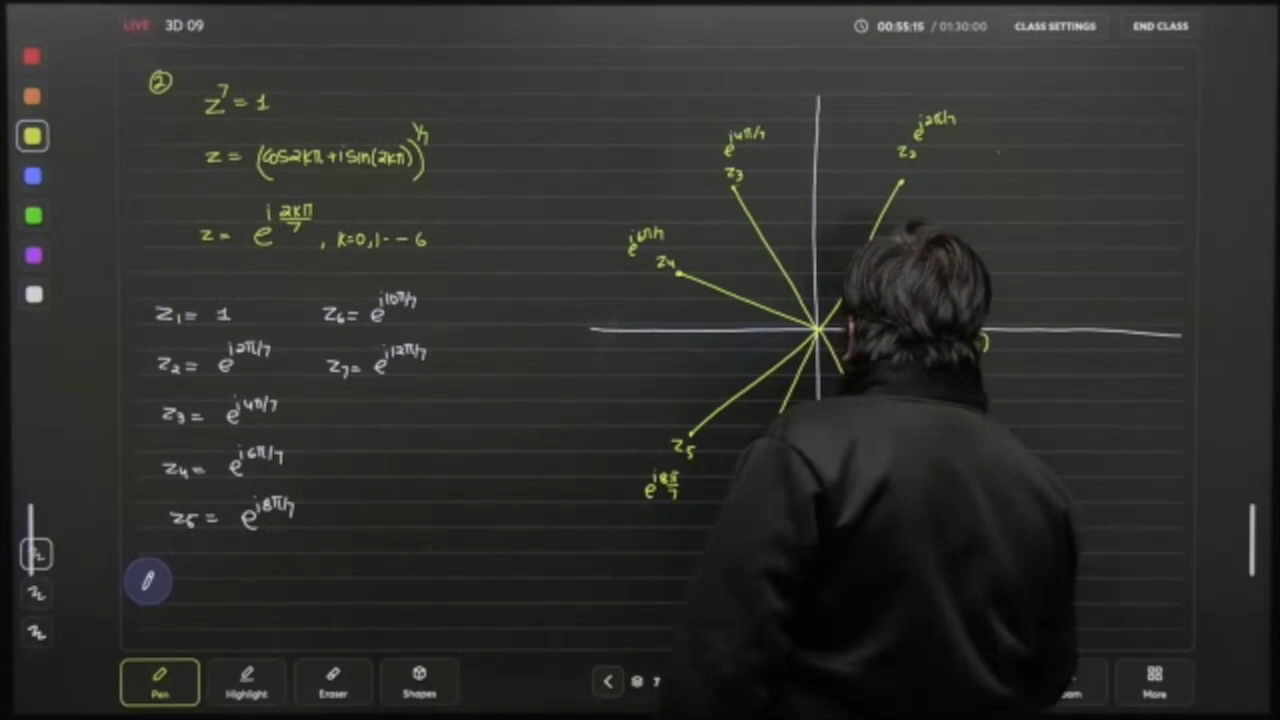 LIVE 3D 09
00:55:15 / 01:30:00 CLASS SETTINGS END CLASS
②
z⁷ = 1
z = (cos2kπ + i sin(2kπ))^1/7
z = e^i 2kπ/7 , k=0,1 - - 6
z₁ = 1
z₂ = e^i2π/7
z₃ = e^i4π/7
z₄ = e^i6π/7
z₅ = e^i8π/7
z₆ = e^i10π/7
z₇ = e^i12π/7
e^i4π/7
z₃
e^i2π/7
z₂
e^i6π/7
z₄
z₅
e^i8π/7
Pen Highlight Eraser Shapes 7 More